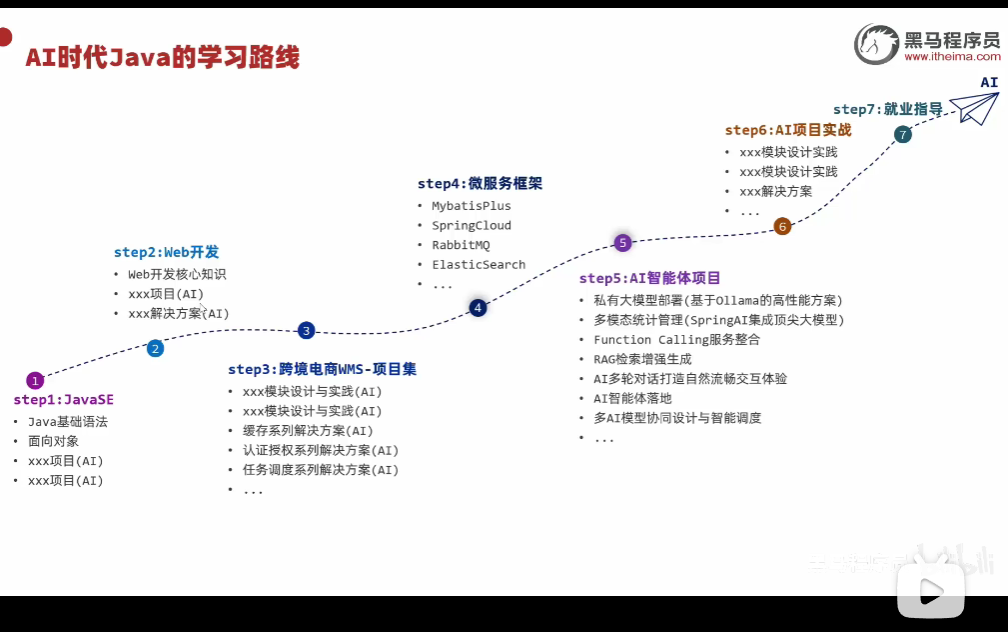 AI时代Java的学习路线
黑马程序员
www.itheima.com
AI
step7:就业指导
7
step6:AI项目实战
• xxx模块设计实践
• xxx模块设计实践
• xxx解决方案
• ...
6
step4:微服务框架
• MybatisPlus
• SpringCloud
• RabbitMQ
• ElasticSearch
• ...
4
5
step5:AI智能体项目
• 私有大模型部署(基于Ollama的高性能方案)
• 多模态统计管理(SpringAI集成顶尖大模型)
• Function Calling服务整合
• RAG检索增强生成
• AI多轮对话打造自然流畅交互体验
• AI智能体落地
• 多AI模型协同设计与智能调度
• ...
step2:Web开发
• Web开发核心知识
• xxx项目(AI)
• xxx解决方案(AI)
2
3
step3:跨境电商WMS-项目集
• xxx模块设计与实践(AI)
• xxx模块设计与实践(AI)
• 缓存系列解决方案(AI)
• 认证授权系列解决方案(AI)
• 任务调度系列解决方案(AI)
• ...
1
step1:JavaSE
• Java基础语法
• 面向对象
• xxx项目(AI)
• xxx项目(AI)